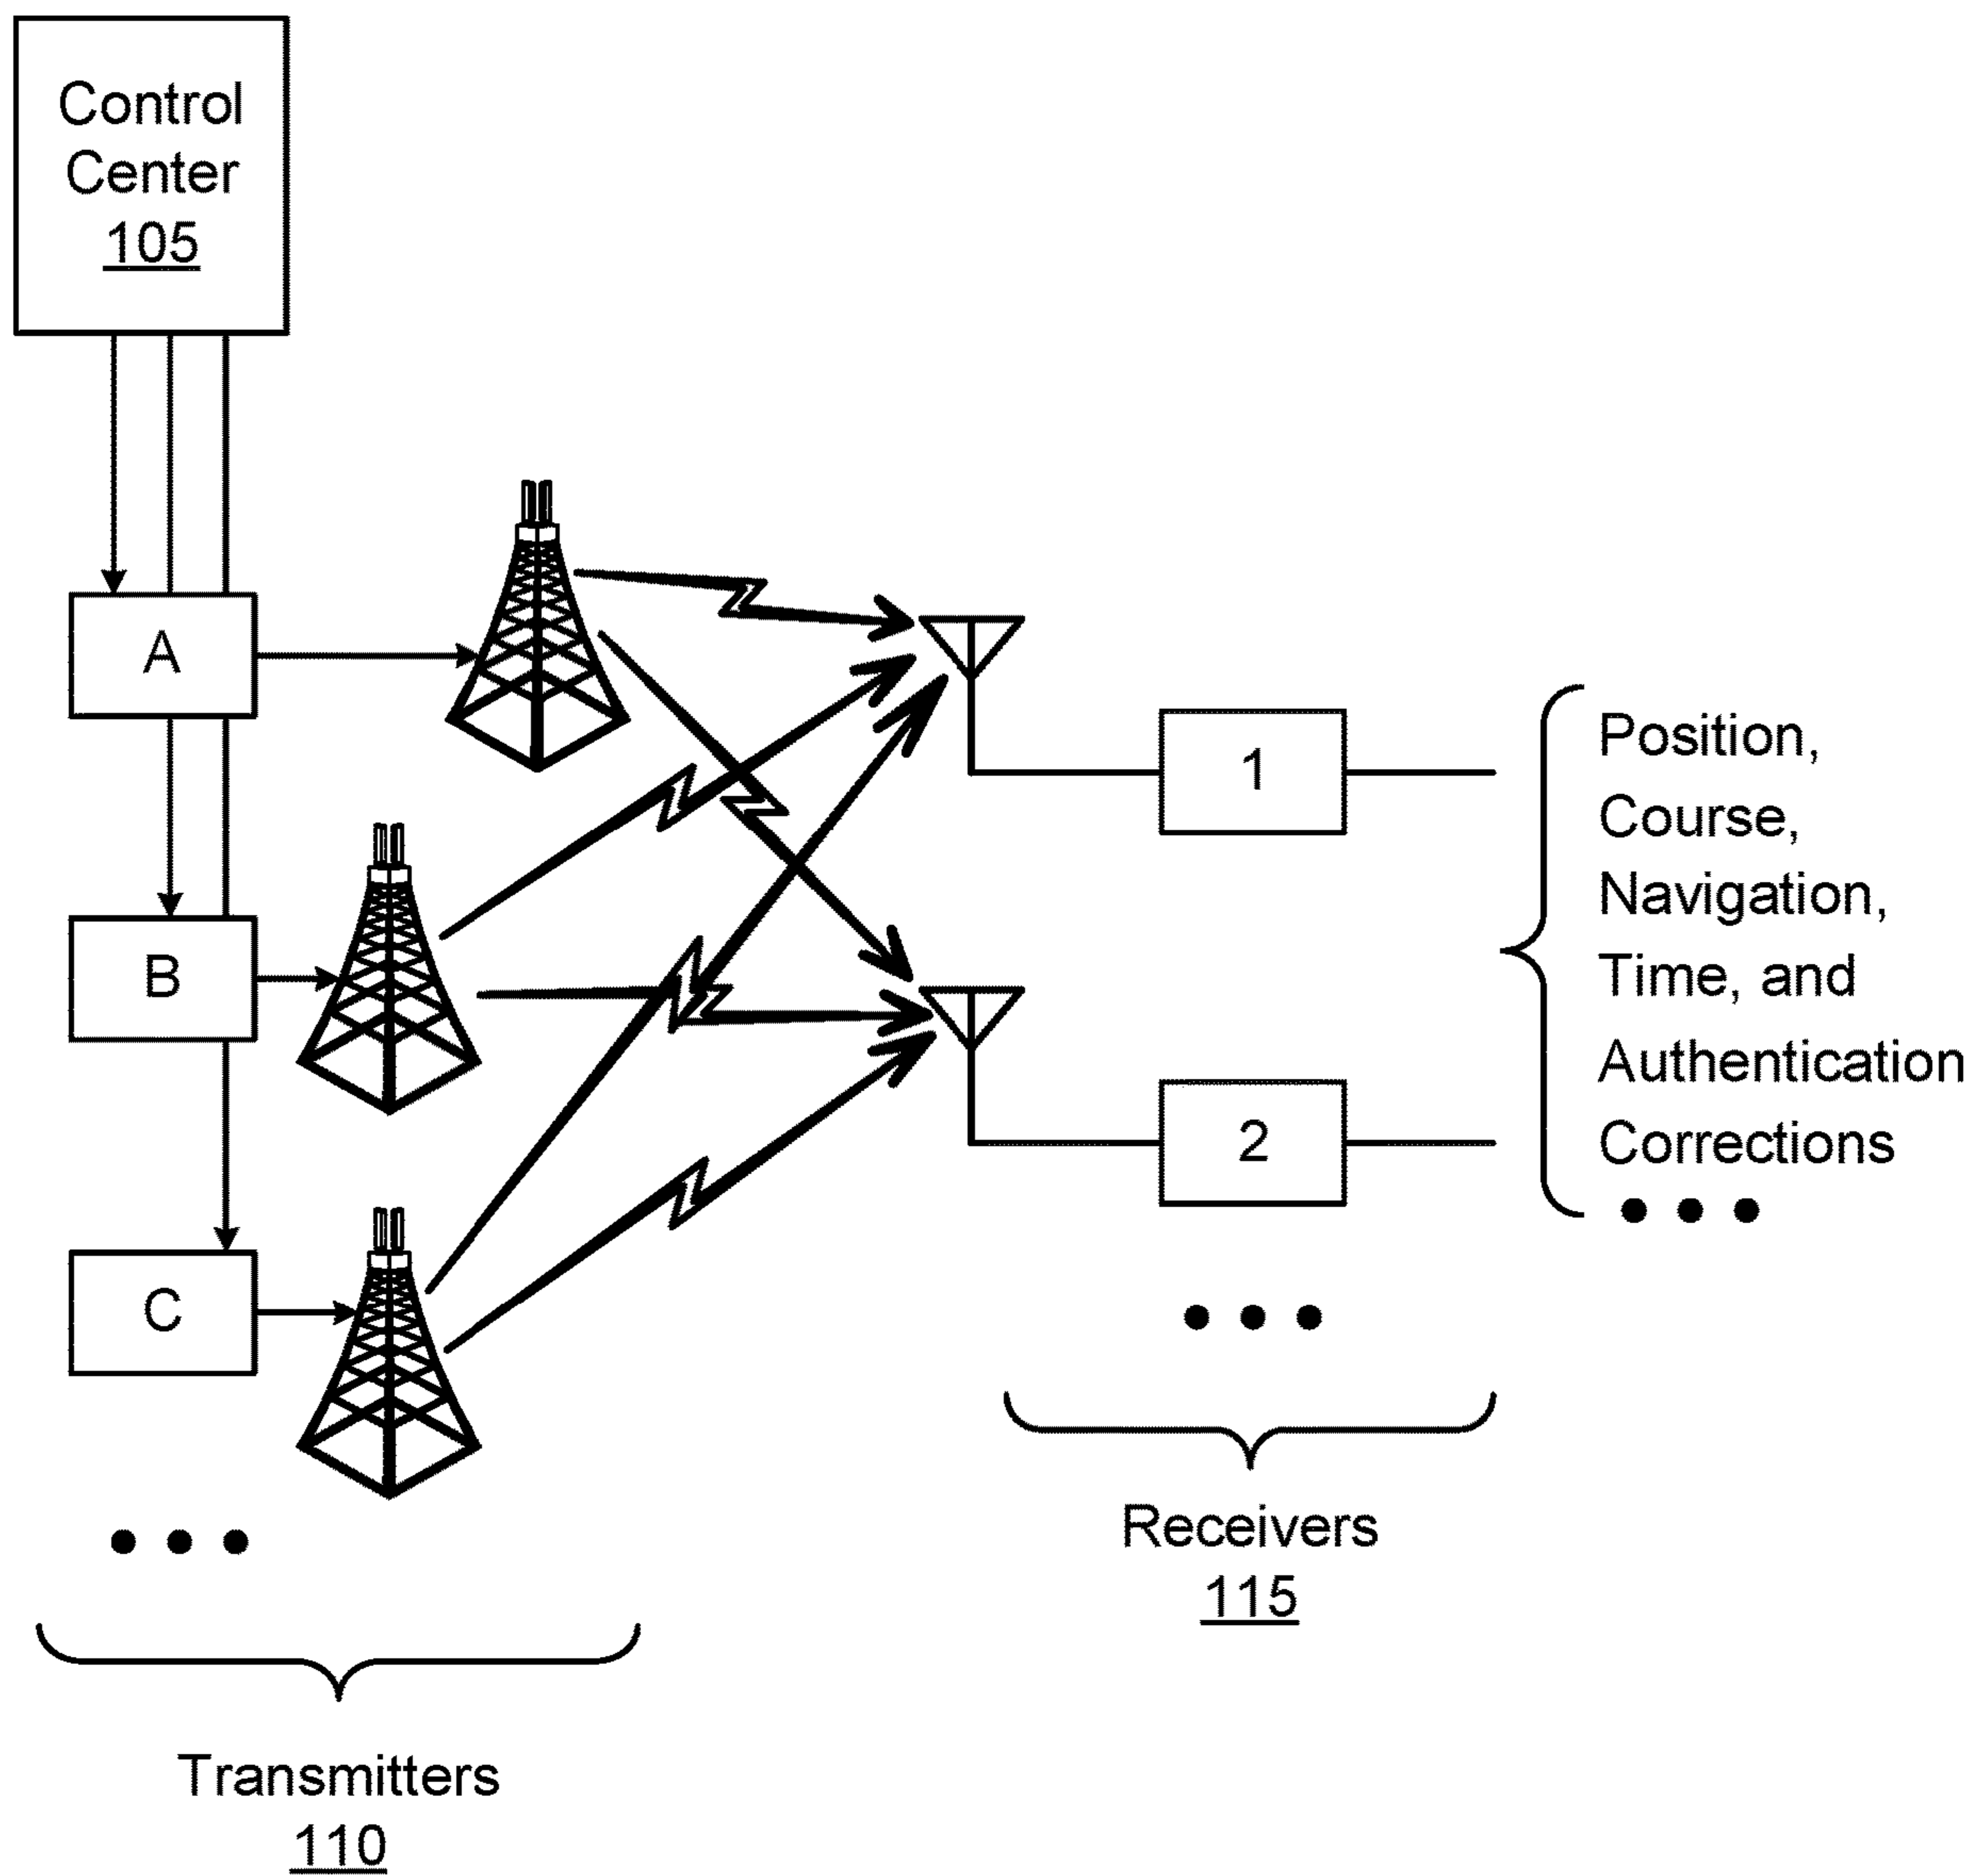 Control
Center
105
A
B
C
1
2
Position,
Course,
Navigation,
Time, and
Authentication
Corrections
Receivers
115
Transmitters
110